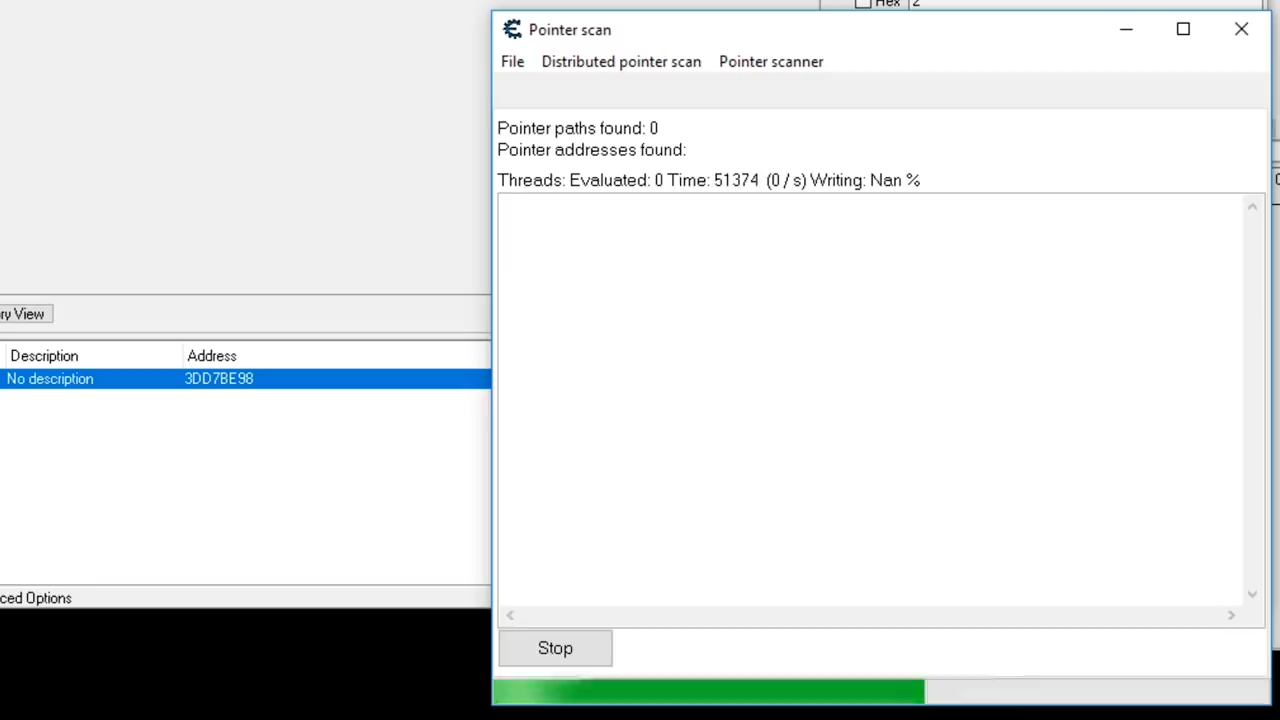 Hex 2
Pointer scan
File Distributed pointer scan Pointer scanner
Pointer paths found: 0
Pointer addresses found:
Threads: Evaluated: 0 Time: 51374 (0 / s) Writing: Nan %
ry View
Description Address
No description 3DD7BE98
ced Options
Stop